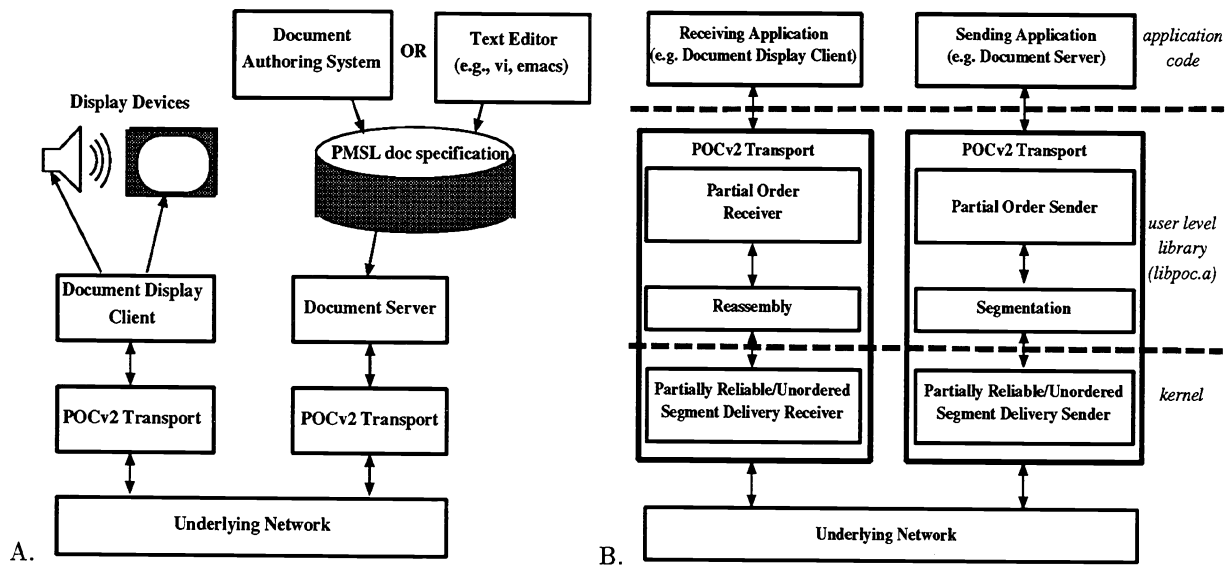 Document
Authoring System
OR
Text Editor
(e.g., vi, emacs)
Display Devices
PMSL doc specification
Document Display
Client
Document Server
POCv2 Transport
POCv2 Transport
Underlying Network
A.
Receiving Application
(e.g. Document Display Client)
Sending Application
(e.g. Document Server)
application
code
POCv2 Transport
Partial Order
Receiver
Reassembly
Partially Reliable/Unordered
Segment Delivery Receiver
POCv2 Transport
Partial Order Sender
Segmentation
Partially Reliable/Unordered
Segment Delivery Sender
user level
library
(libpoc.a)
kernel
Underlying Network
B.